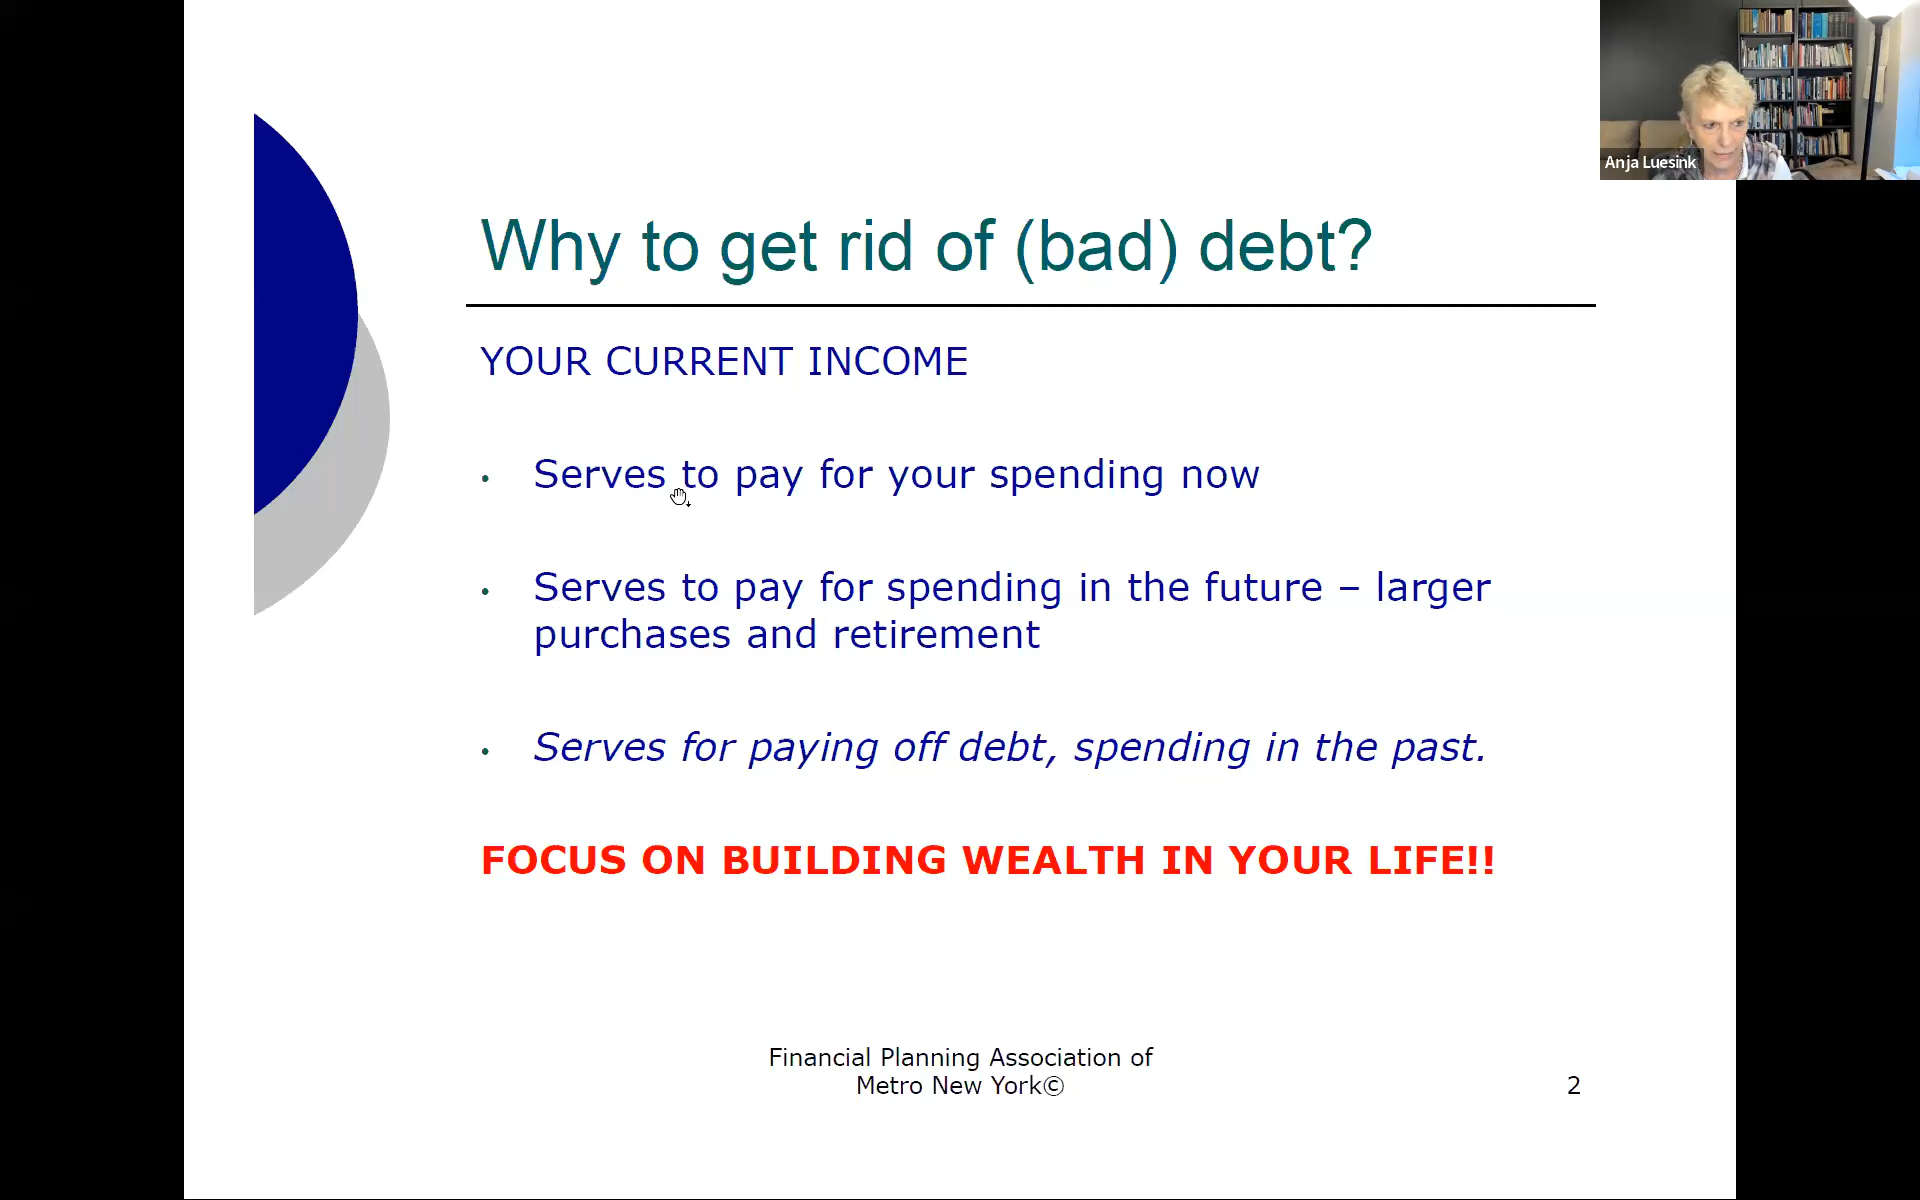 Anja Luesink
Why to get rid of (bad) debt?
YOUR CURRENT INCOME
• Serves to pay for your spending now
• Serves to pay for spending in the future – larger
purchases and retirement
• Serves for paying off debt, spending in the past.
FOCUS ON BUILDING WEALTH IN YOUR LIFE!!
Financial Planning Association of
Metro New York©
2